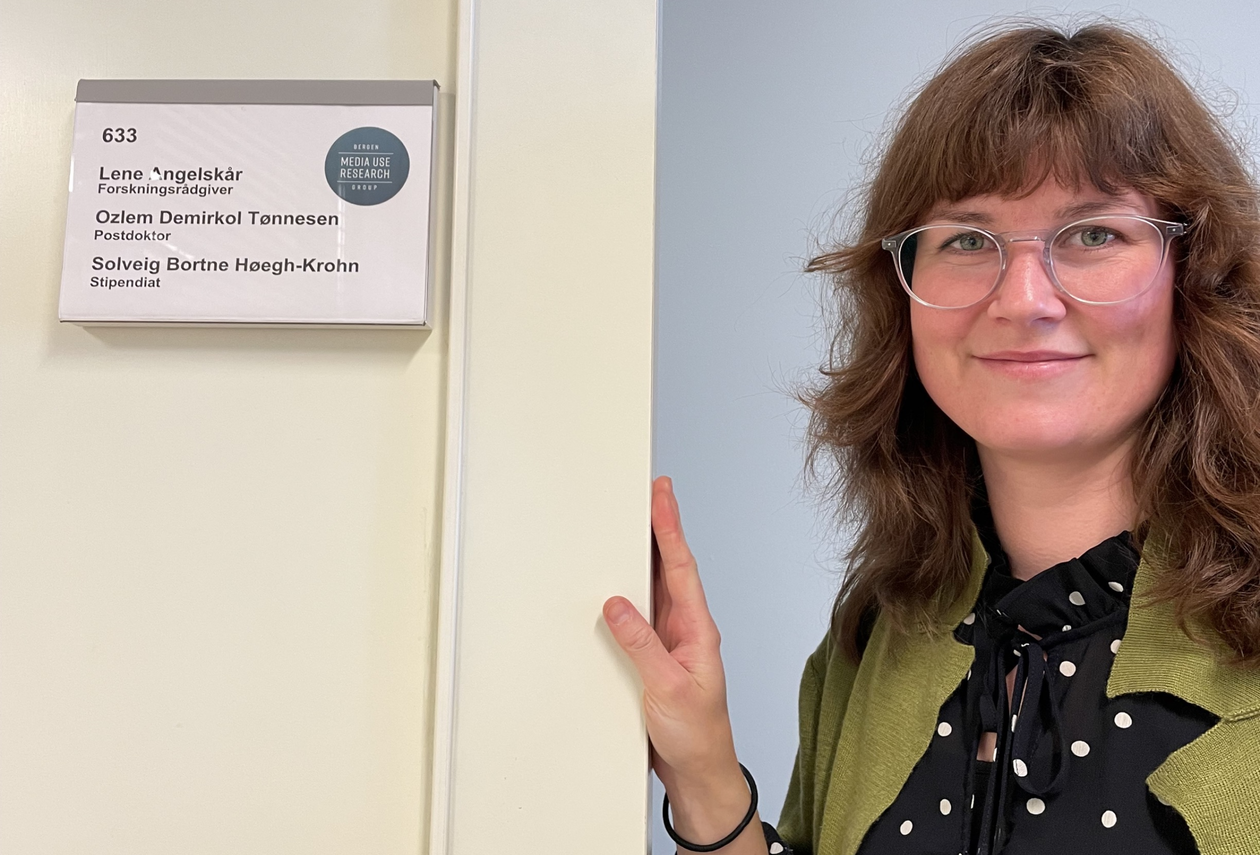 633
BERGEN
MEDIA USE
RESEARCH
GROUP
Lene Angelskår
Forskningsrådgiver
Ozlem Demirkol Tønnesen
Postdoktor
Solveig Bortne Høegh-Krohn
Stipendiat